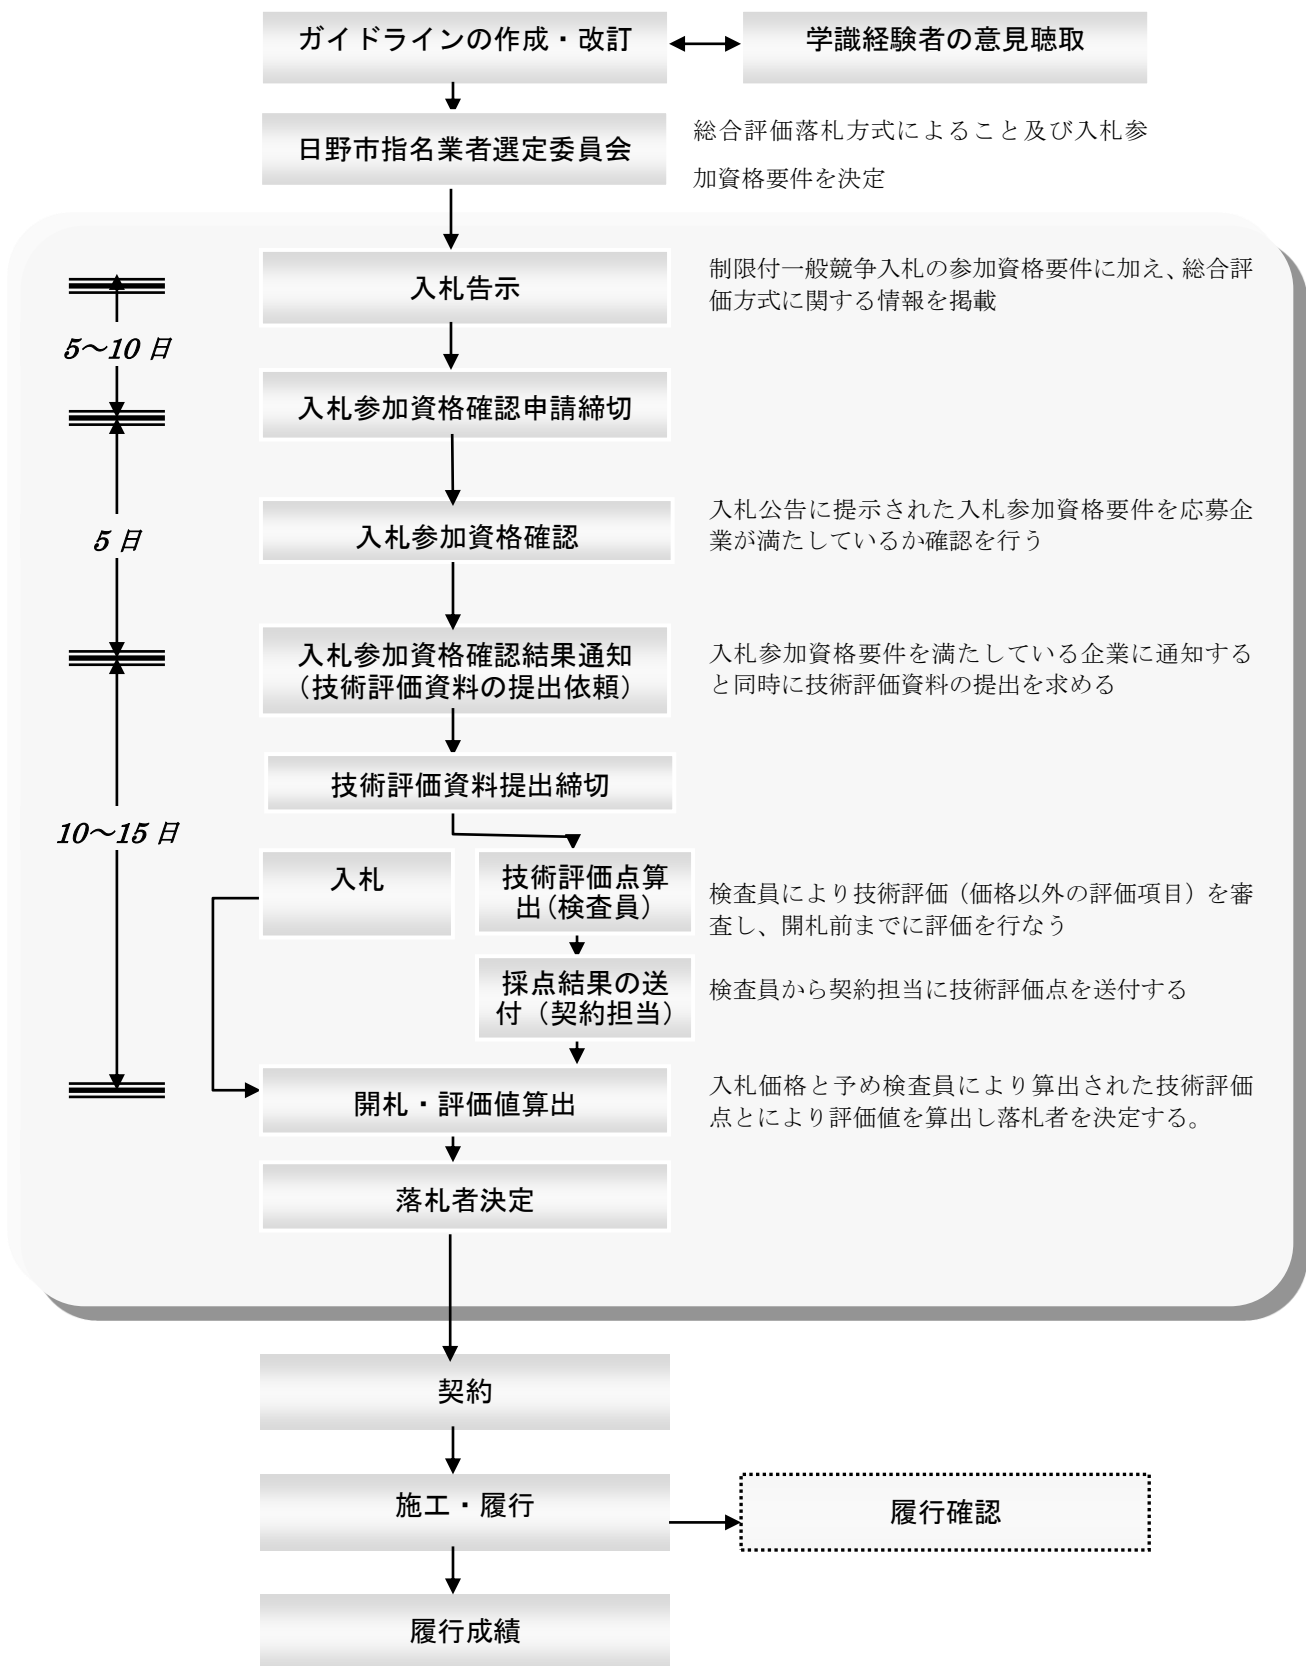 ガイドラインの作成・改訂
学識経験者の意見聴取
日野市指名業者選定委員会
総合評価落札方式によること及び入札参
加資格要件を決定
入札告示
制限付一般競争入札の参加資格要件に加え、総合評
価方式に関する情報を掲載
5～10 日
入札参加資格確認申請締切
5 日
入札参加資格確認
入札公告に提示された入札参加資格要件を応募企
業が満たしているか確認を行う
入札参加資格確認結果通知
（技術評価資料の提出依頼）
入札参加資格要件を満たしている企業に通知する
と同時に技術評価資料の提出を求める
技術評価資料提出締切
10～15 日
入札
技術評価点算
出（検査員）
検査員により技術評価（価格以外の評価項目）を審
査し、開札前までに評価を行なう
採点結果の送
付（契約担当）
検査員から契約担当に技術評価点を送付する
開札・評価値算出
入札価格と予め検査員により算出された技術評価
点とにより評価値を算出し落札者を決定する。
落札者決定
契約
施工・履行
履行確認
履行成績